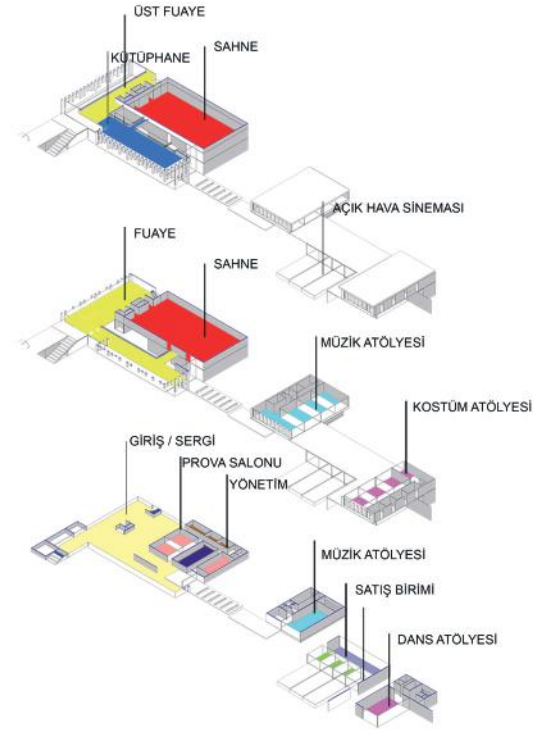 ÜST FUAYE
KÜTÜPHANE
SAHNE
AÇIK HAVA SİNEMASI
FUAYE
SAHNE
MÜZİK ATÖLYESİ
KOSTÜM ATÖLYESİ
GİRİŞ / SERGİ
PROVA SALONU
YÖNETİM
MÜZİK ATÖLYESİ
SATIŞ BİRİMİ
DANS ATÖLYESİ